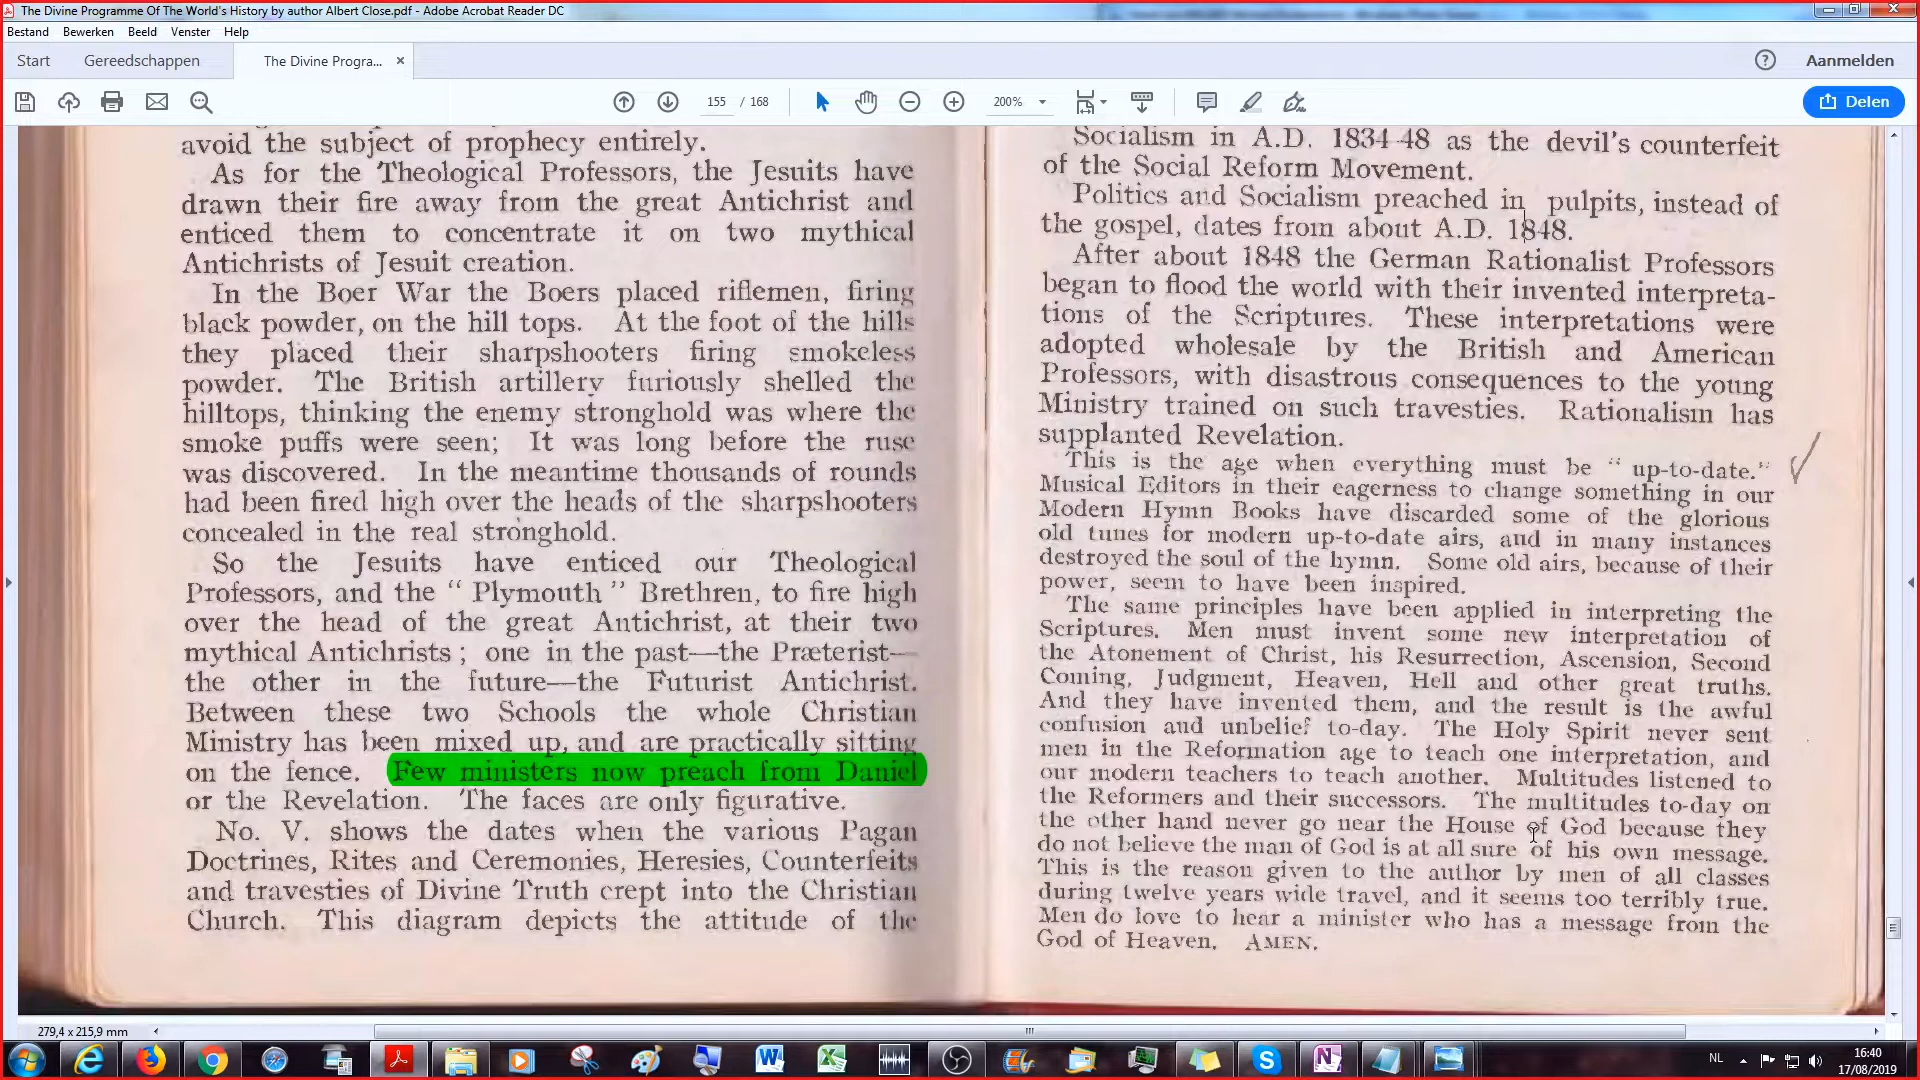 The Divine Programme Of The World's History by author Albert Close.pdf - Adobe Acrobat Reader DC
Bestand Bewerken Beeld Venster Help
Start Gereedschappen The Divine Progra... × Aanmelden
155 / 168 200% Delen
avoid the subject of prophecy entirely.
As for the Theological Professors, the Jesuits have
drawn their fire away from the great Antichrist and
enticed them to concentrate it on two mythical
Antichrists of Jesuit creation.
In the Boer War the Boers placed riflemen, firing
black powder, on the hill tops. At the foot of the hills
they placed their sharpshooters firing smokeless
powder. The British artillery furiously shelled the
hilltops, thinking the enemy stronghold was where the
smoke puffs were seen; It was long before the ruse
was discovered. In the meantime thousands of rounds
had been fired high over the heads of the sharpshooters
concealed in the real stronghold.
So the Jesuits have enticed our Theological
Professors, and the “ Plymouth ” Brethren, to fire high
over the head of the great Antichrist, at their two
mythical Antichrists ; one in the past—the Præterist—
the other in the future—the Futurist Antichrist.
Between these two Schools the whole Christian
Ministry has been mixed up, and are practically sitting
on the fence. Few ministers now preach from Daniel
or the Revelation. The faces are only figurative.
No. V. shows the dates when the various Pagan
Doctrines, Rites and Ceremonies, Heresies, Counterfeits
and travesties of Divine Truth crept into the Christian
Church. This diagram depicts the attitude of the
Socialism in A.D. 1834-48 as the devil's counterfeit
of the Social Reform Movement.
Politics and Socialism preached in pulpits, instead of
the gospel, dates from about A.D. 1848.
After about 1848 the German Rationalist Professors
began to flood the world with their invented interpreta-
tions of the Scriptures. These interpretations were
adopted wholesale by the British and American
Professors, with disastrous consequences to the young
Ministry trained on such travesties. Rationalism has
supplanted Revelation.
This is the age when everything must be “ up-to-date.”
Musical Editors in their eagerness to change something in our
Modern Hymn Books have discarded some of the glorious
old tunes for modern up-to-date airs, and in many instances
destroyed the soul of the hymn. Some old airs, because of their
power, seem to have been inspired.
The same principles have been applied in interpreting the
Scriptures. Men must invent some new interpretation of
the Atonement of Christ, his Resurrection, Ascension, Second
Coming, Judgment, Heaven, Hell and other great truths.
And they have invented them, and the result is the awful
confusion and unbelief to-day. The Holy Spirit never sent
men in the Reformation age to teach one interpretation, and
our modern teachers to teach another. Multitudes listened to
the Reformers and their successors. The multitudes to-day on
the other hand never go near the House of God because they
do not believe the man of God is at all sure of his own message.
This is the reason given to the author by men of all classes
during twelve years wide travel, and it seems too terribly true.
Men do love to hear a minister who has a message from the
God of Heaven. AMEN.
279,4 x 215,9 mm
NL 16:40
17/08/2019